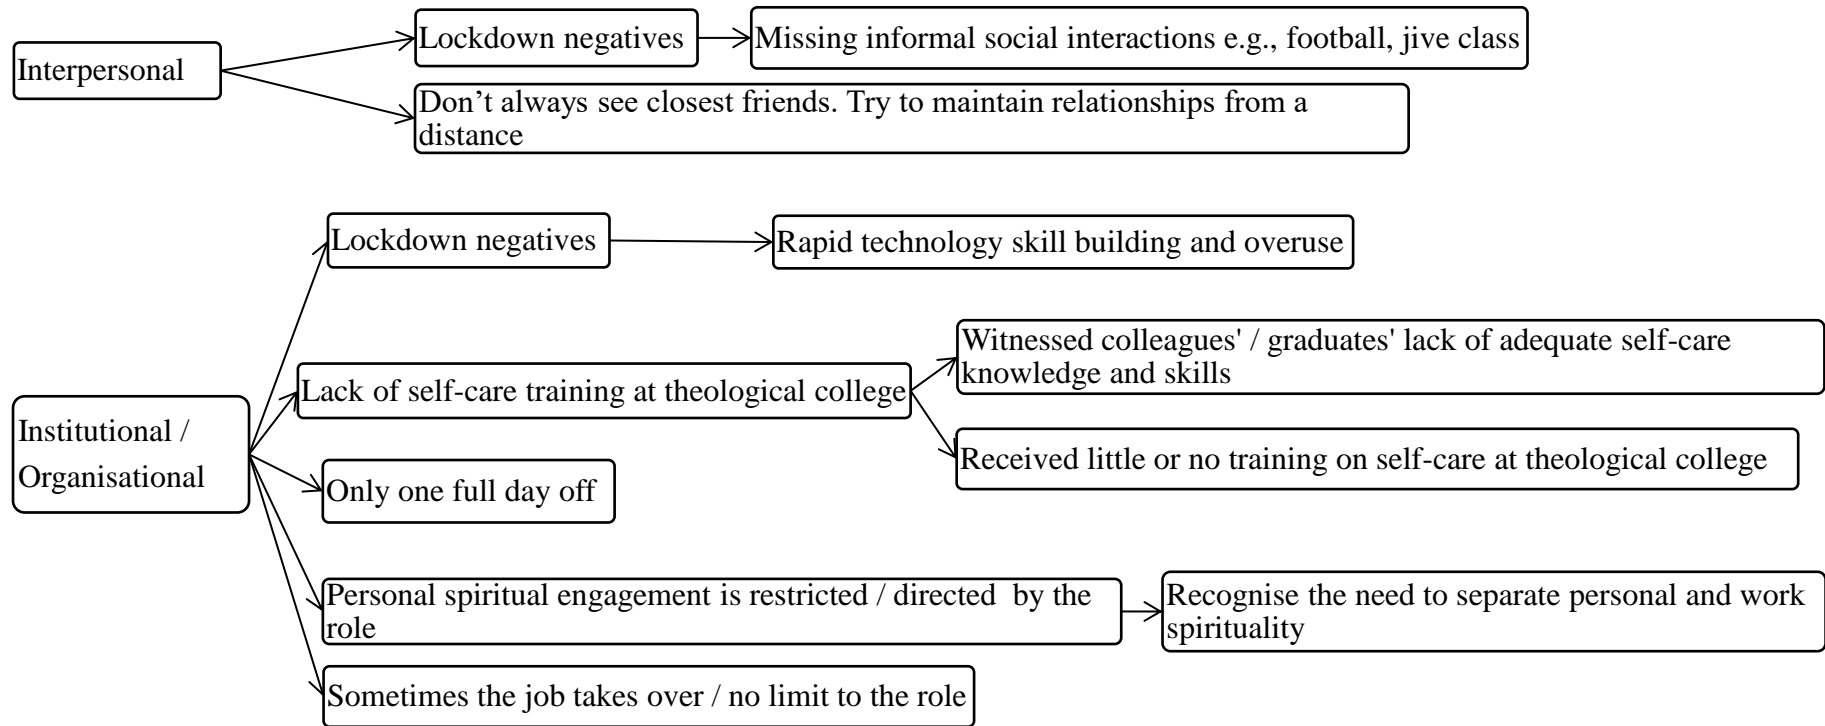 Interpersonal
Lockdown negatives
Missing informal social interactions e.g., football, jive class
Don’t always see closest friends. Try to maintain relationships from a
distance
Institutional /
Organisational
Lockdown negatives
Rapid technology skill building and overuse
Lack of self-care training at theological college
Witnessed colleagues' / graduates' lack of adequate self-care
knowledge and skills
Received little or no training on self-care at theological college
Only one full day off
Personal spiritual engagement is restricted / directed  by the
role
Recognise the need to separate personal and work
spirituality
Sometimes the job takes over / no limit to the role